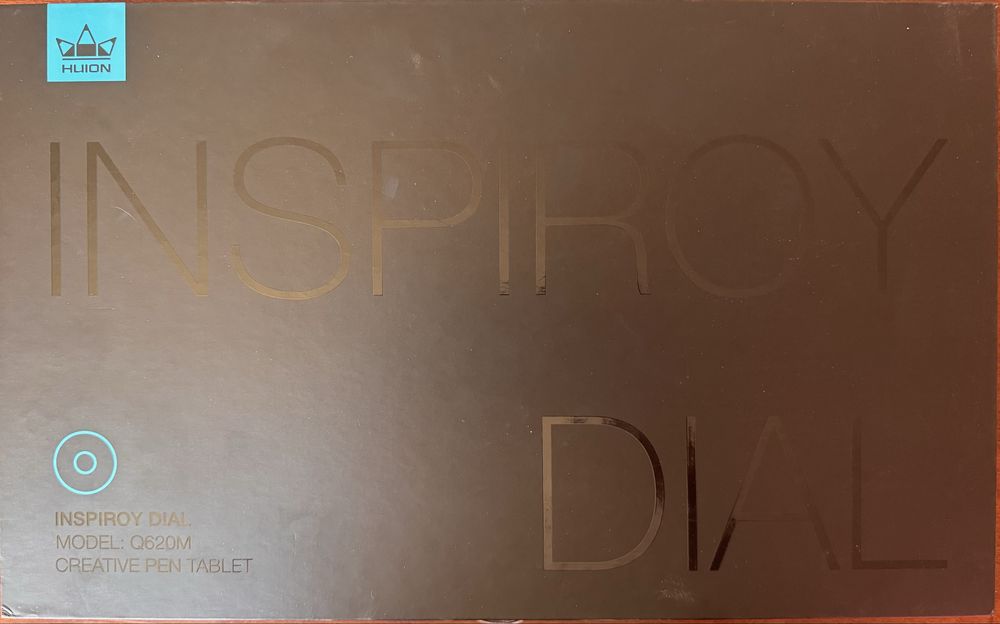 HUION
INSPIROY
DIAL
INSPIROY DIAL
MODEL: Q620M
CREATIVE PEN TABLET